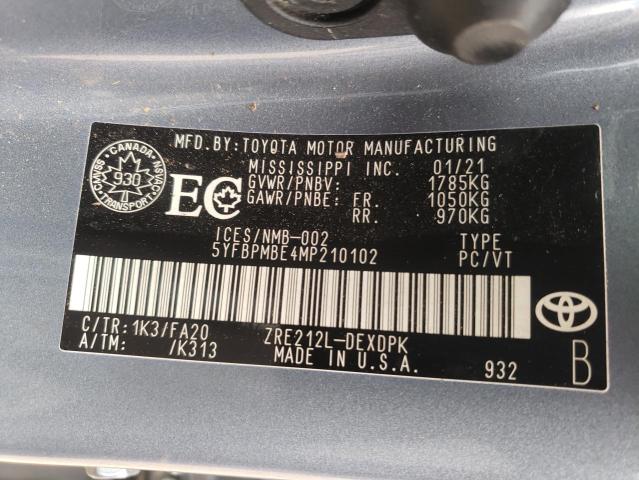 MFD. BY: TOYOTA MOTOR MANUFACTURING
MISSISSIPPI INC. 01/21
GVWR/PNBV: 1785KG
GAWR/PNBE: FR. 1050KG
RR. 970KG
CANADA
CMVSS NSVAC
930
TRANSPORT
EC
ICES/NMB-002 TYPE
5YFBPMBE4MP210102 PC/VT
C/TR: 1K3/FA20 ZRE212L-DEXDPK
A/TM: /K313 MADE IN U.S.A. 932
B